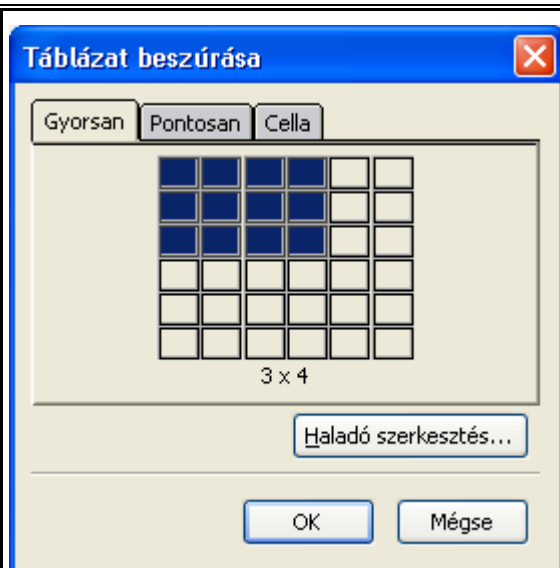 Táblázat beszúrása
Gyorsan Pontosan Cella
3 x 4
Haladó szerkesztés...
OK Mégse